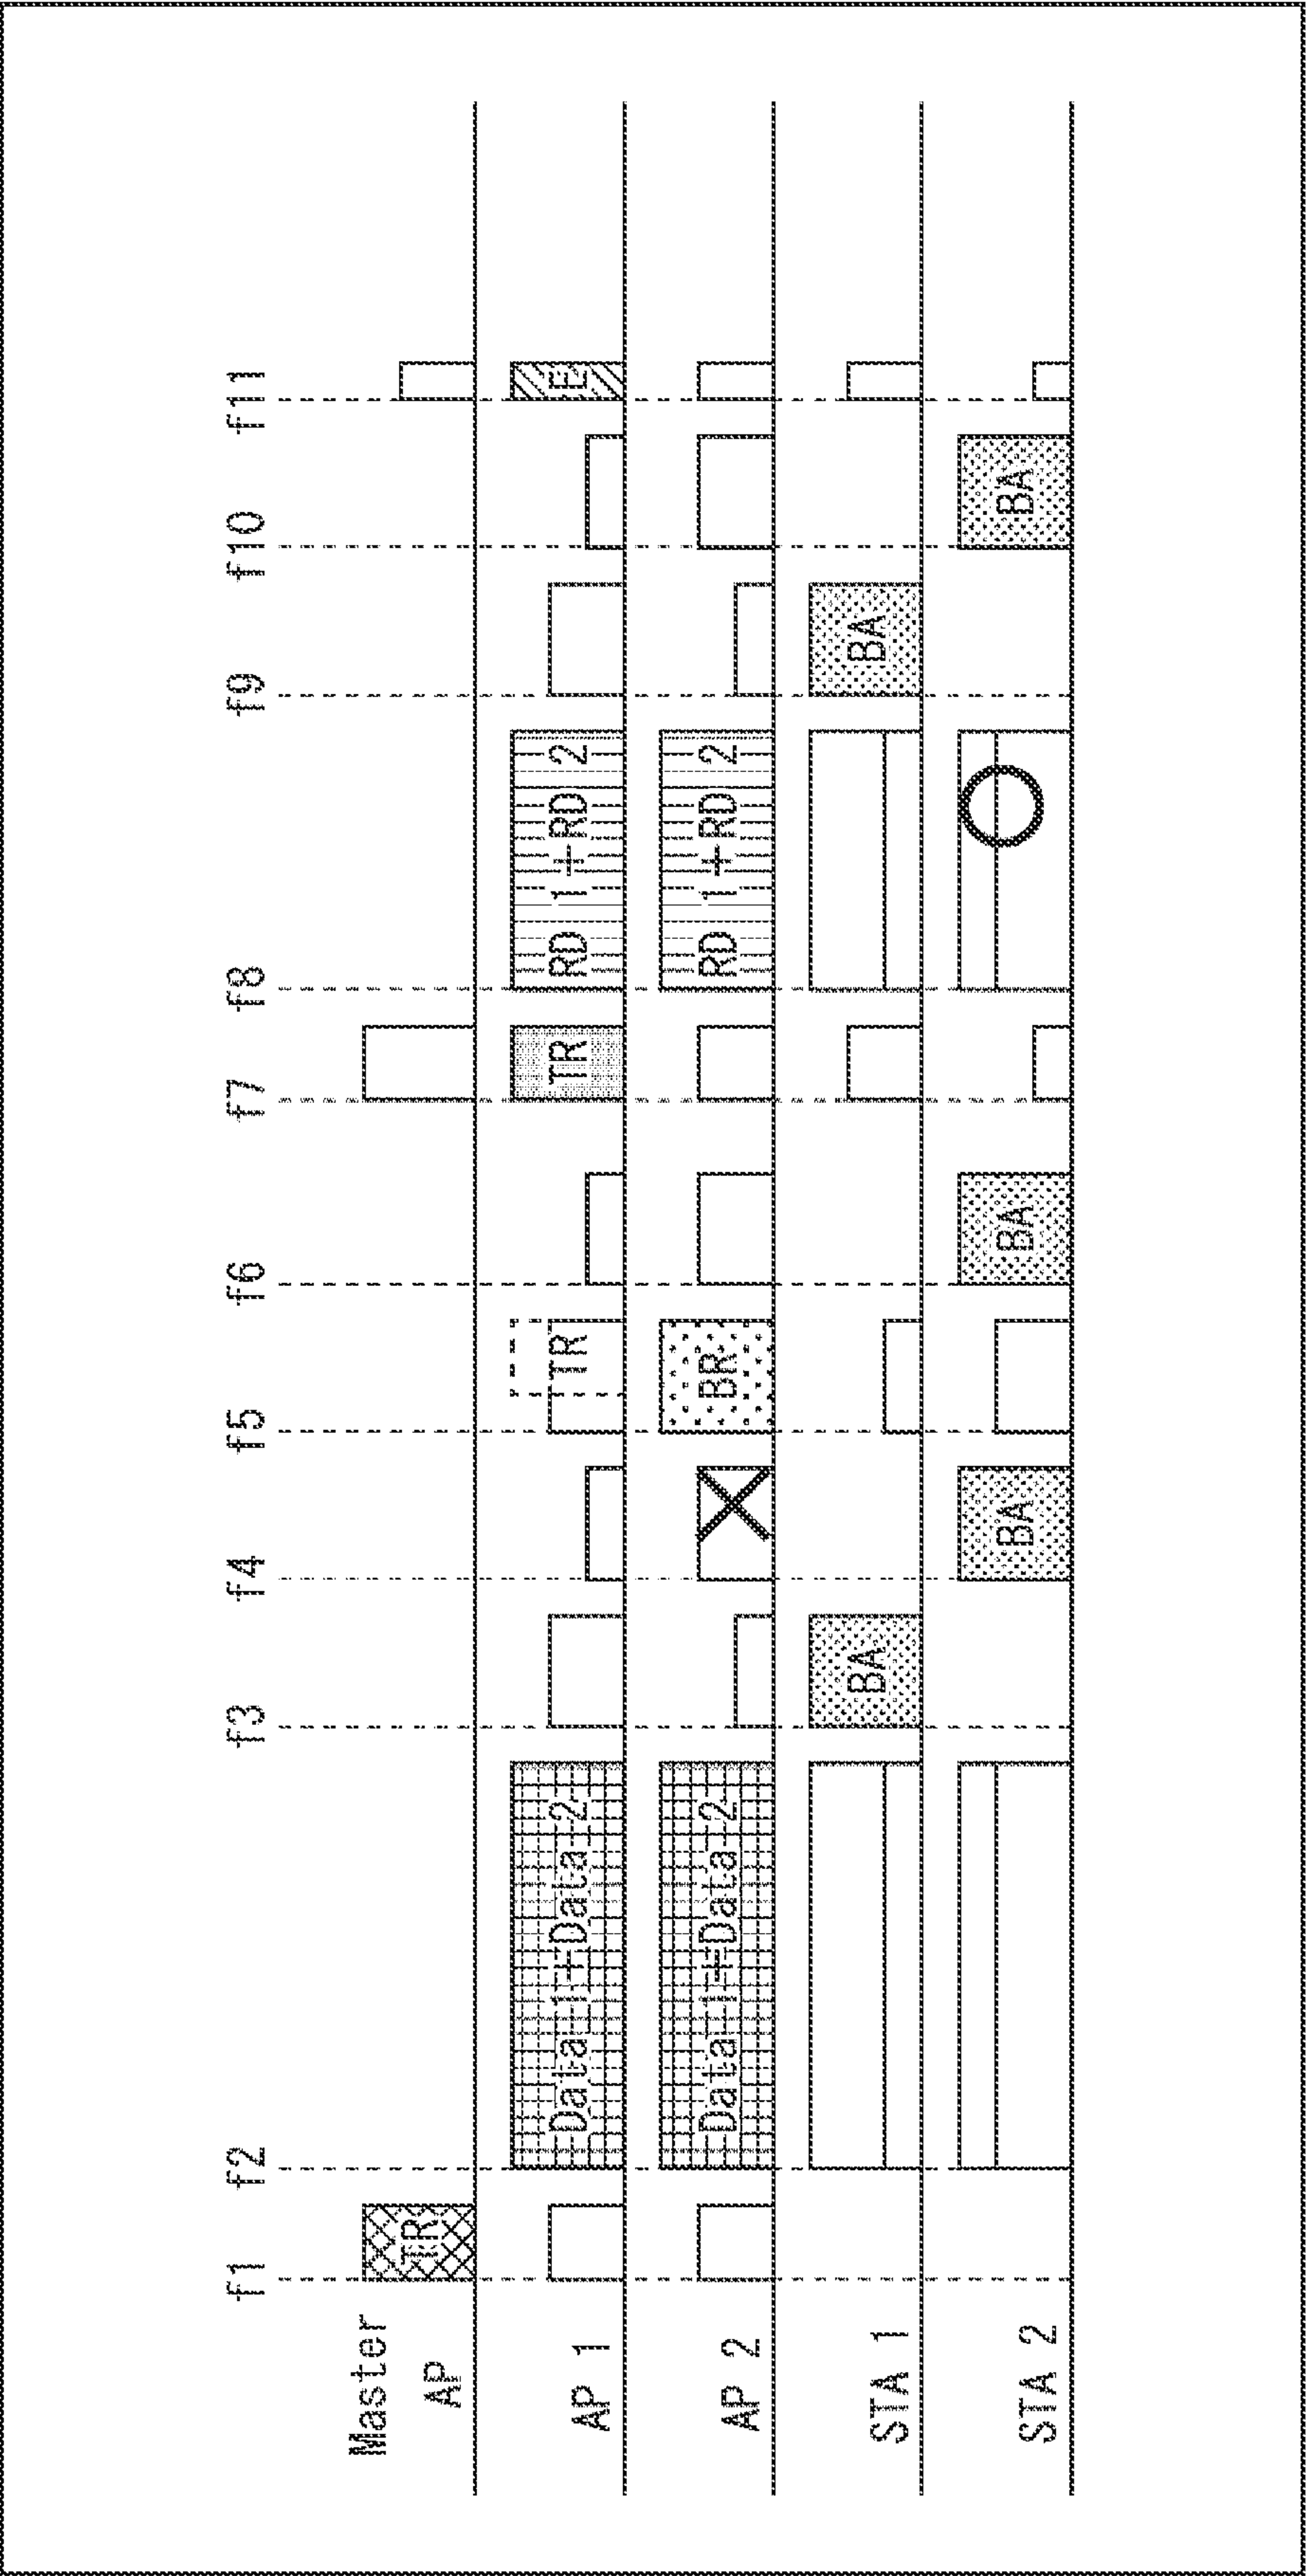 f1 f2 f3 f4 f5 f6 f7 f8 f9 f10 f11
Master
AP
TR
AP 1
Data 1+Data 2
TR
TR
RD 1+RD 2
E
AP 2
Data 1+Data 2
BR
RD 1+RD 2
STA 1
BA
BA
STA 2
BA
BA
BA